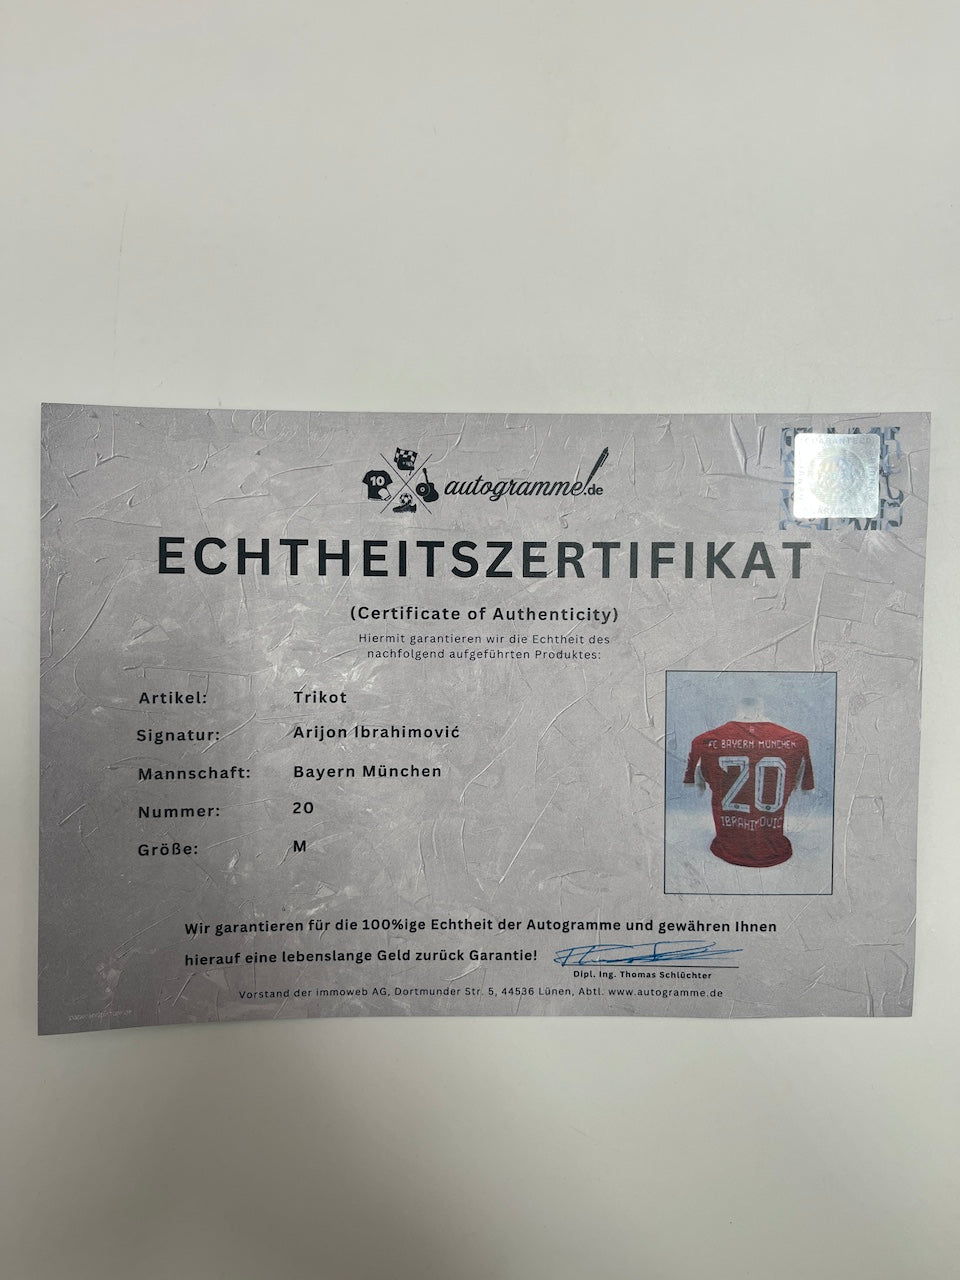 10
autogramme.de
GUARANTEED
ECHTHEITSZERTIFIKAT
(Certificate of Authenticity)
Hiermit garantieren wir die Echtheit des
nachfolgend aufgeführten Produktes:
Artikel: Trikot
Signatur: Arijon Ibrahimović
Mannschaft: Bayern München
Nummer: 20
Größe: M
FC BAYERN MÜNCHEN
20
IBRAHIMOVIĆ
Wir garantieren für die 100%ige Echtheit der Autogramme und gewähren Ihnen
hierauf eine lebenslange Geld zurück Garantie!
Dipl. Ing. Thomas Schlüchter
Vorstand der immoweb AG, Dortmunder Str. 5, 44536 Lünen, Abtl. www.autogramme.de